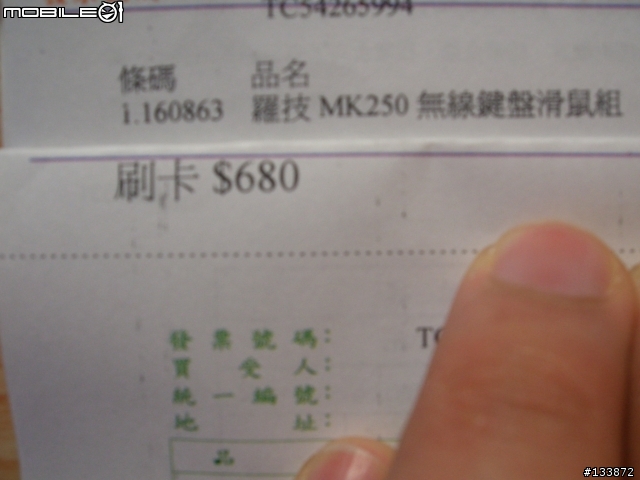 MOBILE01
TC54265994
條碼 品名
1.160863 羅技 MK250 無線鍵盤滑鼠組
刷卡 $680
發票號碼: TC
買受人:
統一編號:
地址:
品
#133872